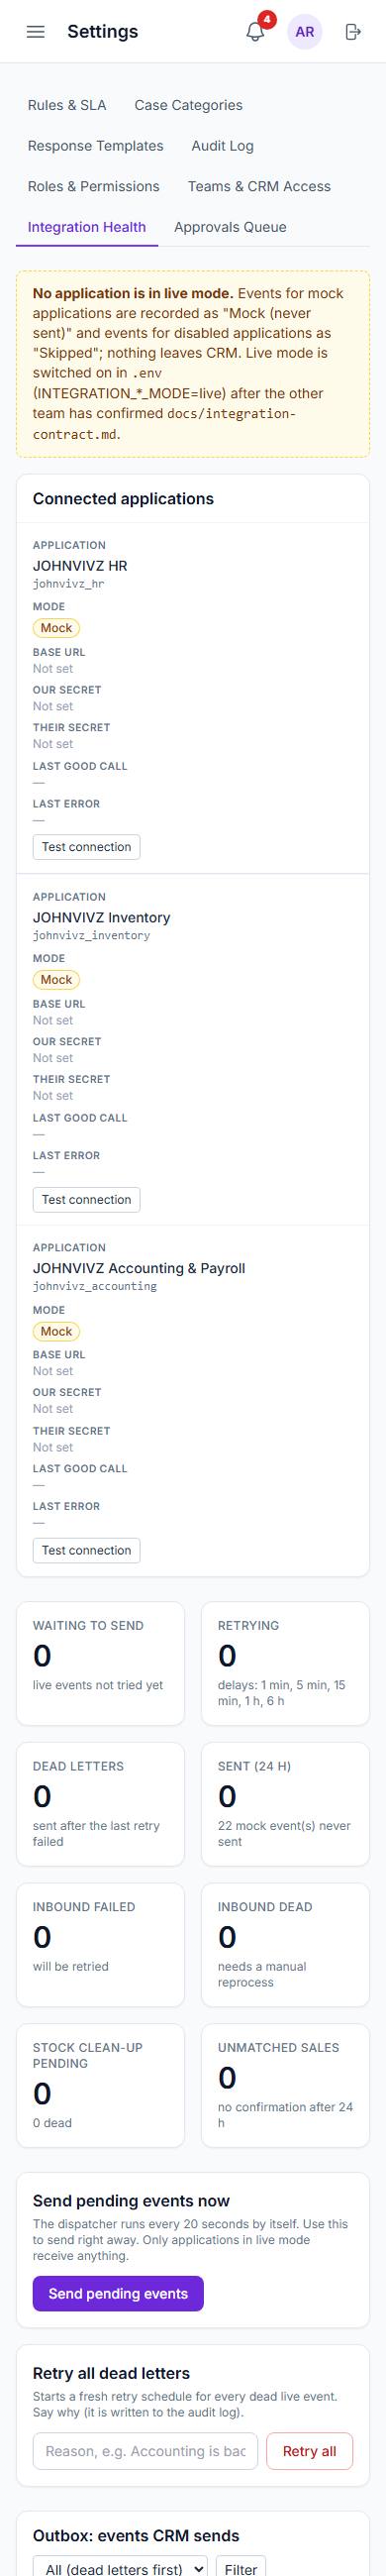 Settings
4
AR
Rules & SLA Case Categories
Response Templates Audit Log
Roles & Permissions Teams & CRM Access
Integration Health Approvals Queue
No application is in live mode. Events for mock
applications are recorded as "Mock (never
sent)" and events for disabled applications as
"Skipped"; nothing leaves CRM. Live mode is
switched on in .env
(INTEGRATION_*_MODE=live) after the other
team has confirmed docs/integration-
contract.md.
Connected applications
APPLICATION
JOHNVIVZ HR
johnvivz_hr
MODE
Mock
BASE URL
Not set
OUR SECRET
Not set
THEIR SECRET
Not set
LAST GOOD CALL
—
LAST ERROR
—
Test connection
APPLICATION
JOHNVIVZ Inventory
johnvivz_inventory
MODE
Mock
BASE URL
Not set
OUR SECRET
Not set
THEIR SECRET
Not set
LAST GOOD CALL
—
LAST ERROR
—
Test connection
APPLICATION
JOHNVIVZ Accounting & Payroll
johnvivz_accounting
MODE
Mock
BASE URL
Not set
OUR SECRET
Not set
THEIR SECRET
Not set
LAST GOOD CALL
—
LAST ERROR
—
Test connection
WAITING TO SEND
0
live events not tried yet
RETRYING
0
delays: 1 min, 5 min, 15
min, 1 h, 6 h
DEAD LETTERS
0
sent after the last retry
failed
SENT (24 H)
0
22 mock event(s) never
sent
INBOUND FAILED
0
will be retried
INBOUND DEAD
0
needs a manual
reprocess
STOCK CLEAN-UP
PENDING
0
0 dead
UNMATCHED SALES
0
no confirmation after 24
h
Send pending events now
The dispatcher runs every 20 seconds by itself. Use this
to send right away. Only applications in live mode
receive anything.
Send pending events
Retry all dead letters
Starts a fresh retry schedule for every dead live event.
Say why (it is written to the audit log).
Reason, e.g. Accounting is bac Retry all
Outbox: events CRM sends
All (dead letters first) Filter